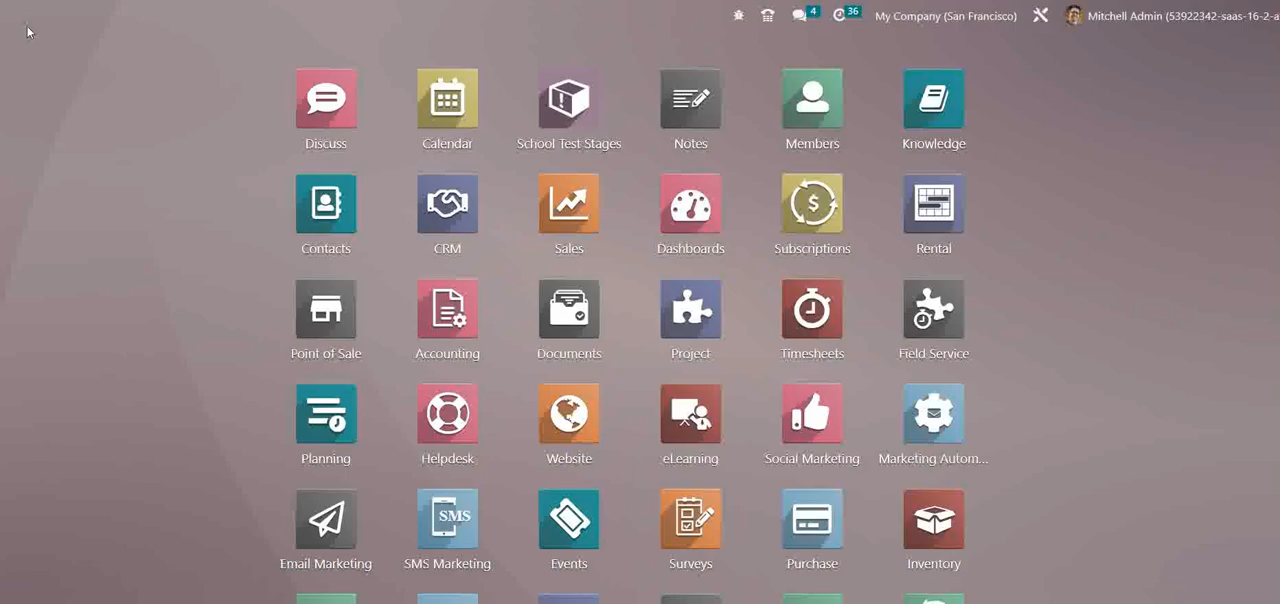 4 36 My Company (San Francisco) Mitchell Admin (53922342-saas-16-2-a
Discuss Calendar School Test Stages Notes Members Knowledge
Contacts CRM Sales Dashboards Subscriptions Rental
Point of Sale Accounting Documents Project Timesheets Field Service
Planning Helpdesk Website eLearning Social Marketing Marketing Autom...
SMS
Email Marketing SMS Marketing Events Surveys Purchase Inventory